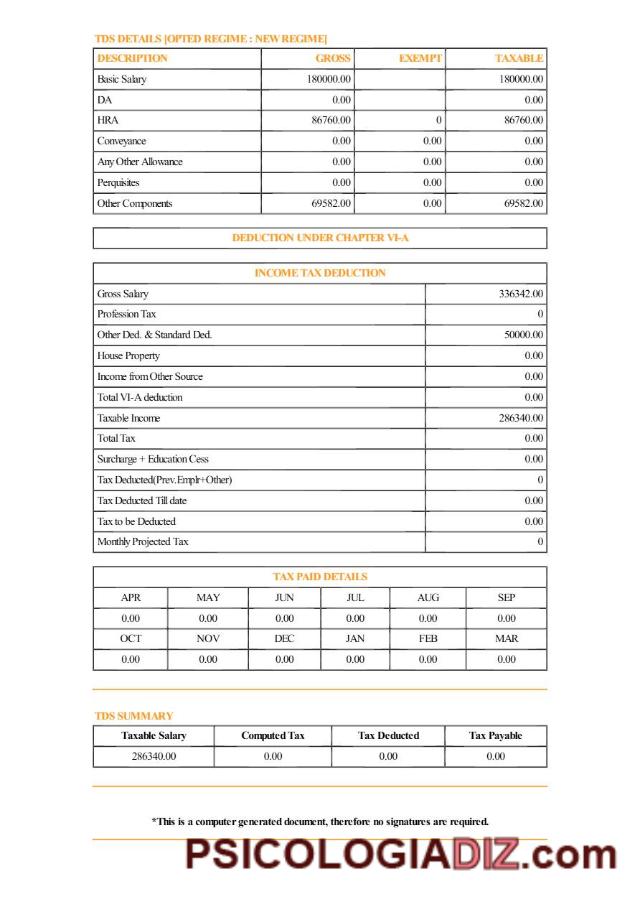 TDS DETAILS [OPTED REGIME : NEW REGIME]
DESCRIPTION GROSS EXEMPT TAXABLE
Basic Salary 180000.00 180000.00
DA 0.00 0.00
HRA 86760.00 0 86760.00
Conveyance 0.00 0.00 0.00
Any Other Allowance 0.00 0.00 0.00
Perquisites 0.00 0.00 0.00
Other Components 69582.00 0.00 69582.00
DEDUCTION UNDER CHAPTER VI-A
INCOME TAX DEDUCTION
Gross Salary 336342.00
Profession Tax 0
Other Ded. & Standard Ded. 50000.00
House Property 0.00
Income from Other Source 0.00
Total VI-A deduction 0.00
Taxable Income 286340.00
Total Tax 0.00
Surcharge + Education Cess 0.00
Tax Deducted(Prev.Emplr+Other) 0
Tax Deducted Till date 0.00
Tax to be Deducted 0.00
Monthly Projected Tax 0
TAX PAID DETAILS
APR MAY JUN JUL AUG SEP
0.00 0.00 0.00 0.00 0.00 0.00
OCT NOV DEC JAN FEB MAR
0.00 0.00 0.00 0.00 0.00 0.00
TDS SUMMARY
Taxable Salary Computed Tax Tax Deducted Tax Payable
286340.00 0.00 0.00 0.00
*This is a computer generated document, therefore no signatures are required.
PSICOLOGIADIZ.com